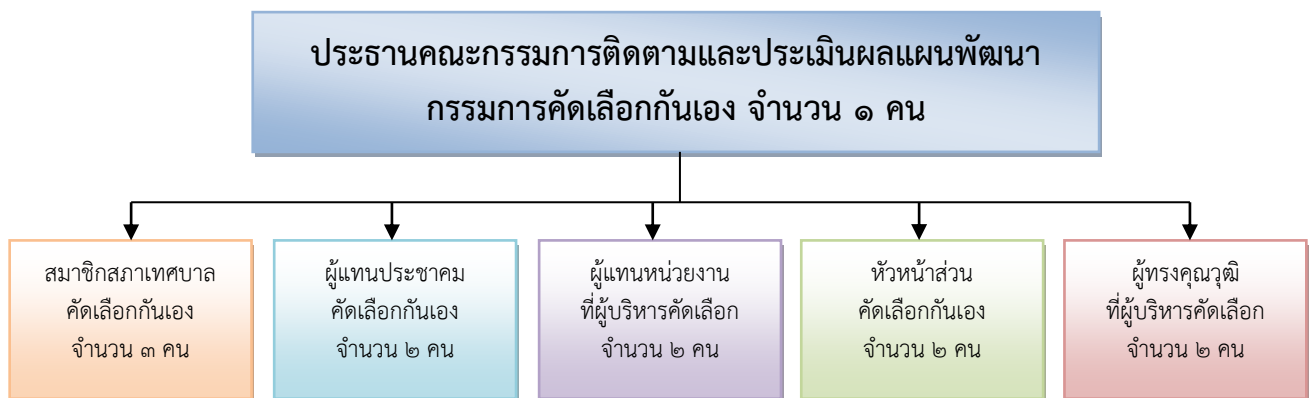 ประธานคณะกรรมการติดตามและประเมินผลแผนพัฒนา
กรรมการคัดเลือกกันเอง จำนวน ๑ คน
สมาชิกสภาเทศบาล
คัดเลือกกันเอง
จำนวน ๓ คน
ผู้แทนประชาคม
คัดเลือกกันเอง
จำนวน ๒ คน
ผู้แทนหน่วยงาน
ที่ผู้บริหารคัดเลือก
จำนวน ๒ คน
หัวหน้าส่วน
คัดเลือกกันเอง
จำนวน ๒ คน
ผู้ทรงคุณวุฒิ
ที่ผู้บริหารคัดเลือก
จำนวน ๒ คน